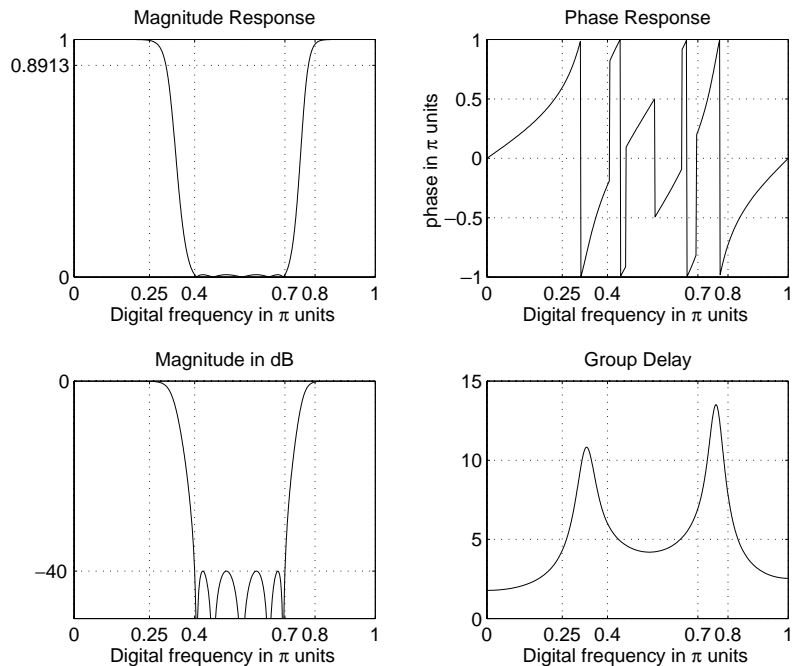 Magnitude Response
1
0.8913
0
0 0.25 0.4 0.7 0.8 1
Digital frequency in π units
Phase Response
phase in π units
1
0.5
0
−0.5
−1
0 0.25 0.4 0.7 0.8 1
Digital frequency in π units
Magnitude in dB
0
−40
0 0.25 0.4 0.7 0.8 1
Digital frequency in π units
Group Delay
15
10
5
0
0 0.25 0.4 0.7 0.8 1
Digital frequency in π units